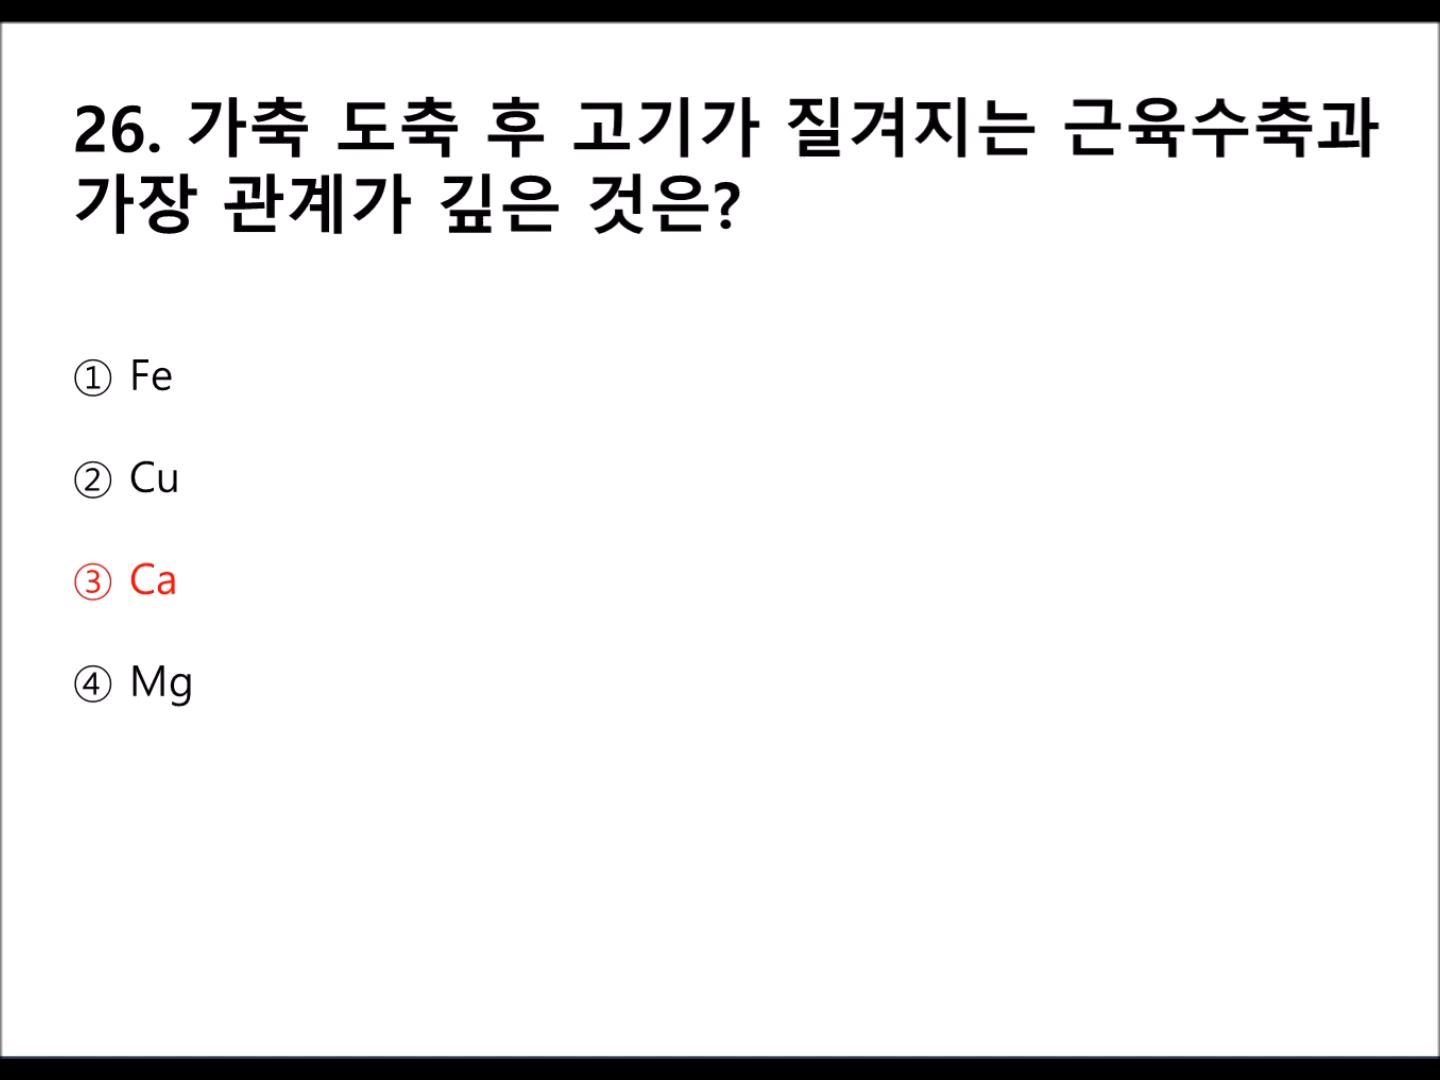 26. 가축 도축 후 고기가 질겨지는 근육수축과
가장 관계가 깊은 것은?
① Fe
② Cu
③ Ca
④ Mg